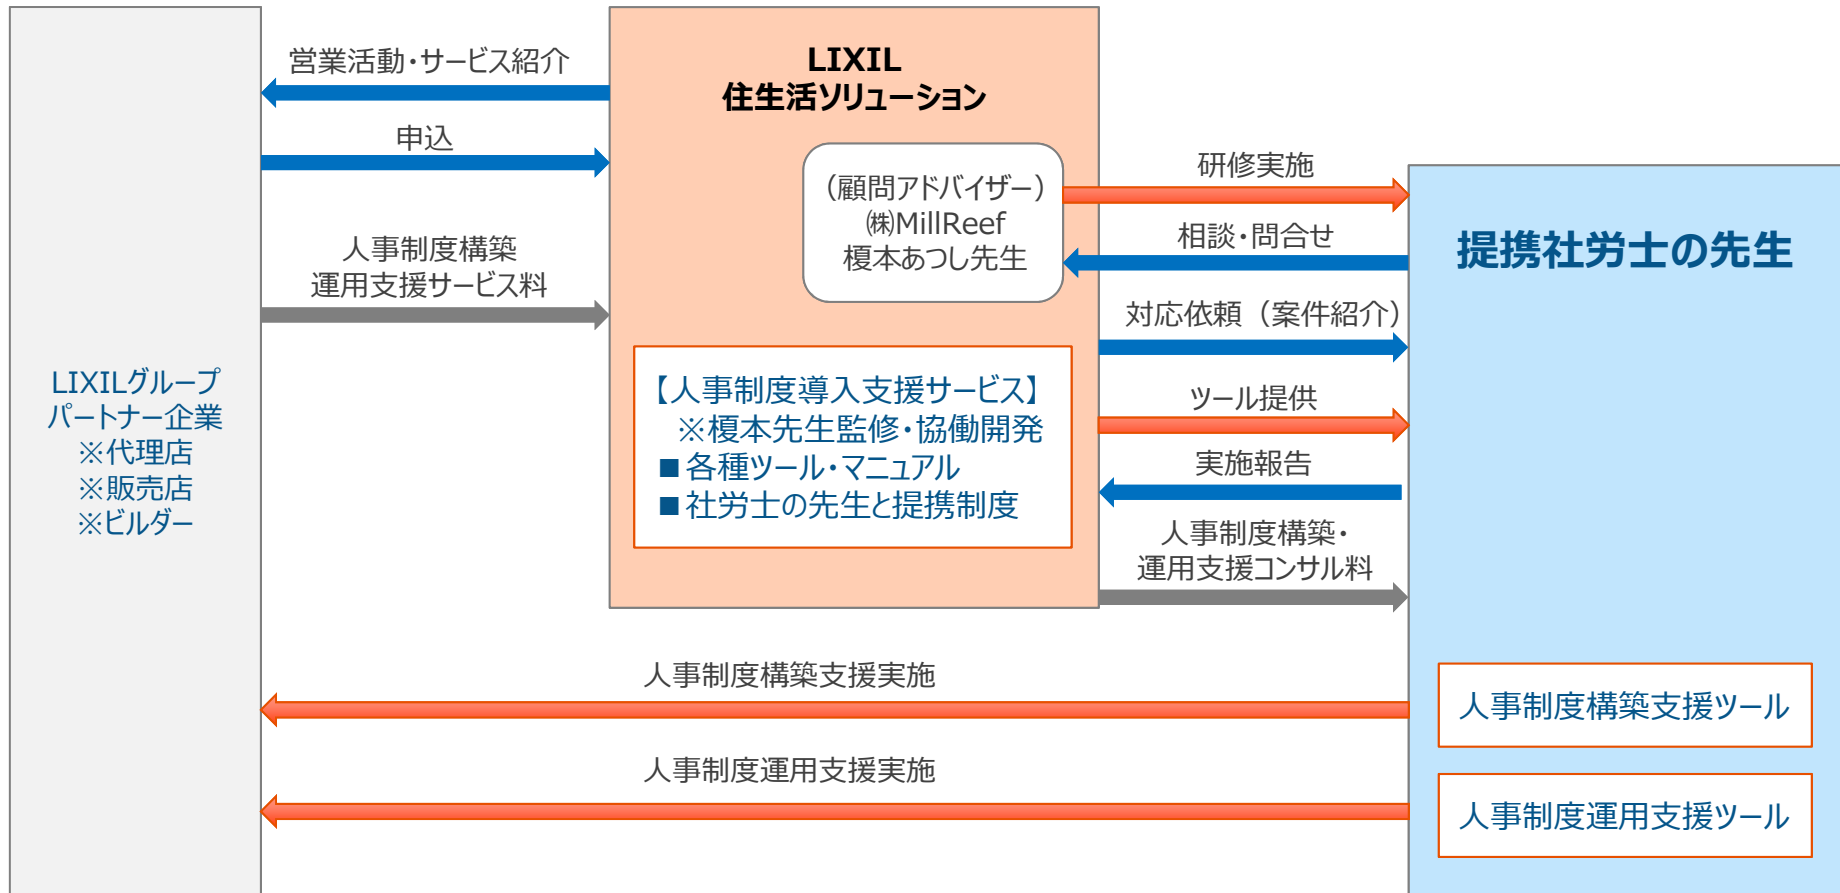 営業活動・サービス紹介
申込
人事制度構築
運用支援サービス料
LIXILグループ
パートナー企業
※代理店
※販売店
※ビルダー
LIXIL
住生活ソリューション
(顧問アドバイザー)
㈱MillReef
榎本あつし先生
【人事制度導入支援サービス】
※榎本先生監修・協働開発
■各種ツール・マニュアル
■社労士の先生と提携制度
研修実施
相談・問合せ
対応依頼（案件紹介）
ツール提供
実施報告
人事制度構築・
運用支援コンサル料
提携社労士の先生
人事制度構築支援実施
人事制度構築支援ツール
人事制度運用支援実施
人事制度運用支援ツール